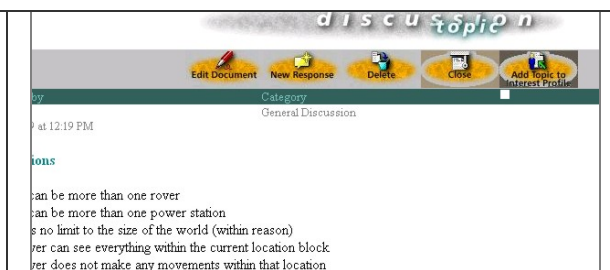 discussion
topic
Edit Document New Response Delete Close Add Topic to
Interest Profile
by Category
General Discussion
at 12:19 PM
ions
can be more than one rover
can be more than one power station
s no limit to the size of the world (within reason)
ver can see everything within the current location block
ver does not make any movements within that location